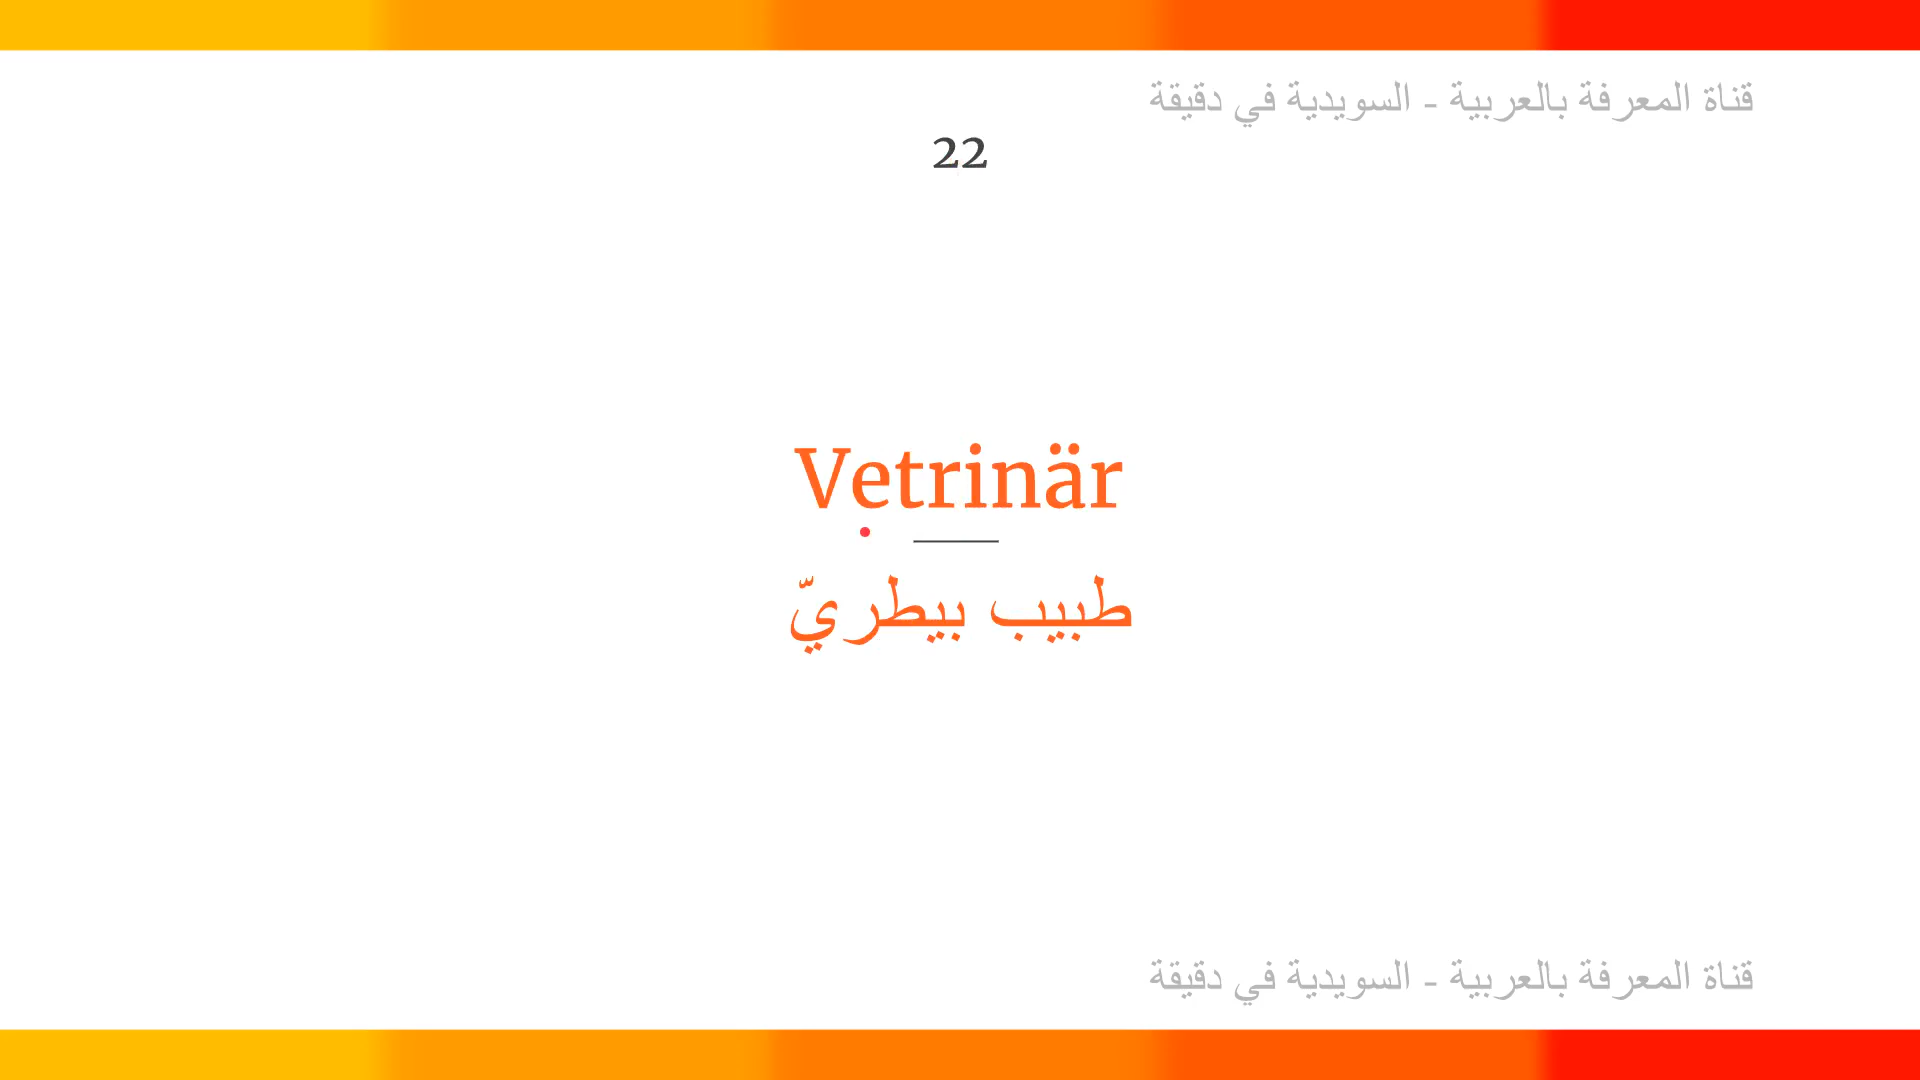 قناة المعرفة بالعربية - السويدية في دقيقة
22
Vetrinär
طبيب بيطريّ
قناة المعرفة بالعربية - السويدية في دقيقة